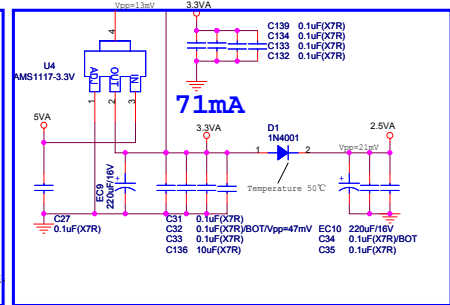 Vpp=13mV
3.3VA
4
C139 0.1uF(X7R)
C134 0.1uF(X7R)
C133 0.1uF(X7R)
C132 0.1uF(X7R)
U4
AMS1117-3.3V
ADJ
OUT
IN
71mA
1
2
3
5VA
3.3VA
D1
1N4001
2.5VA
1
2
Vpp=21mV
EC9
220uF/16V
Temperature 50℃
C27
0.1uF(X7R)
C31 0.1uF(X7R)
C32 0.1uF(X7R)/BOT/Vpp=47mV
C33 0.1uF(X7R)
C136 10uF(X7R)
EC10 220uF/16V
C34 0.1uF(X7R)/BOT
C35 0.1uF(X7R)